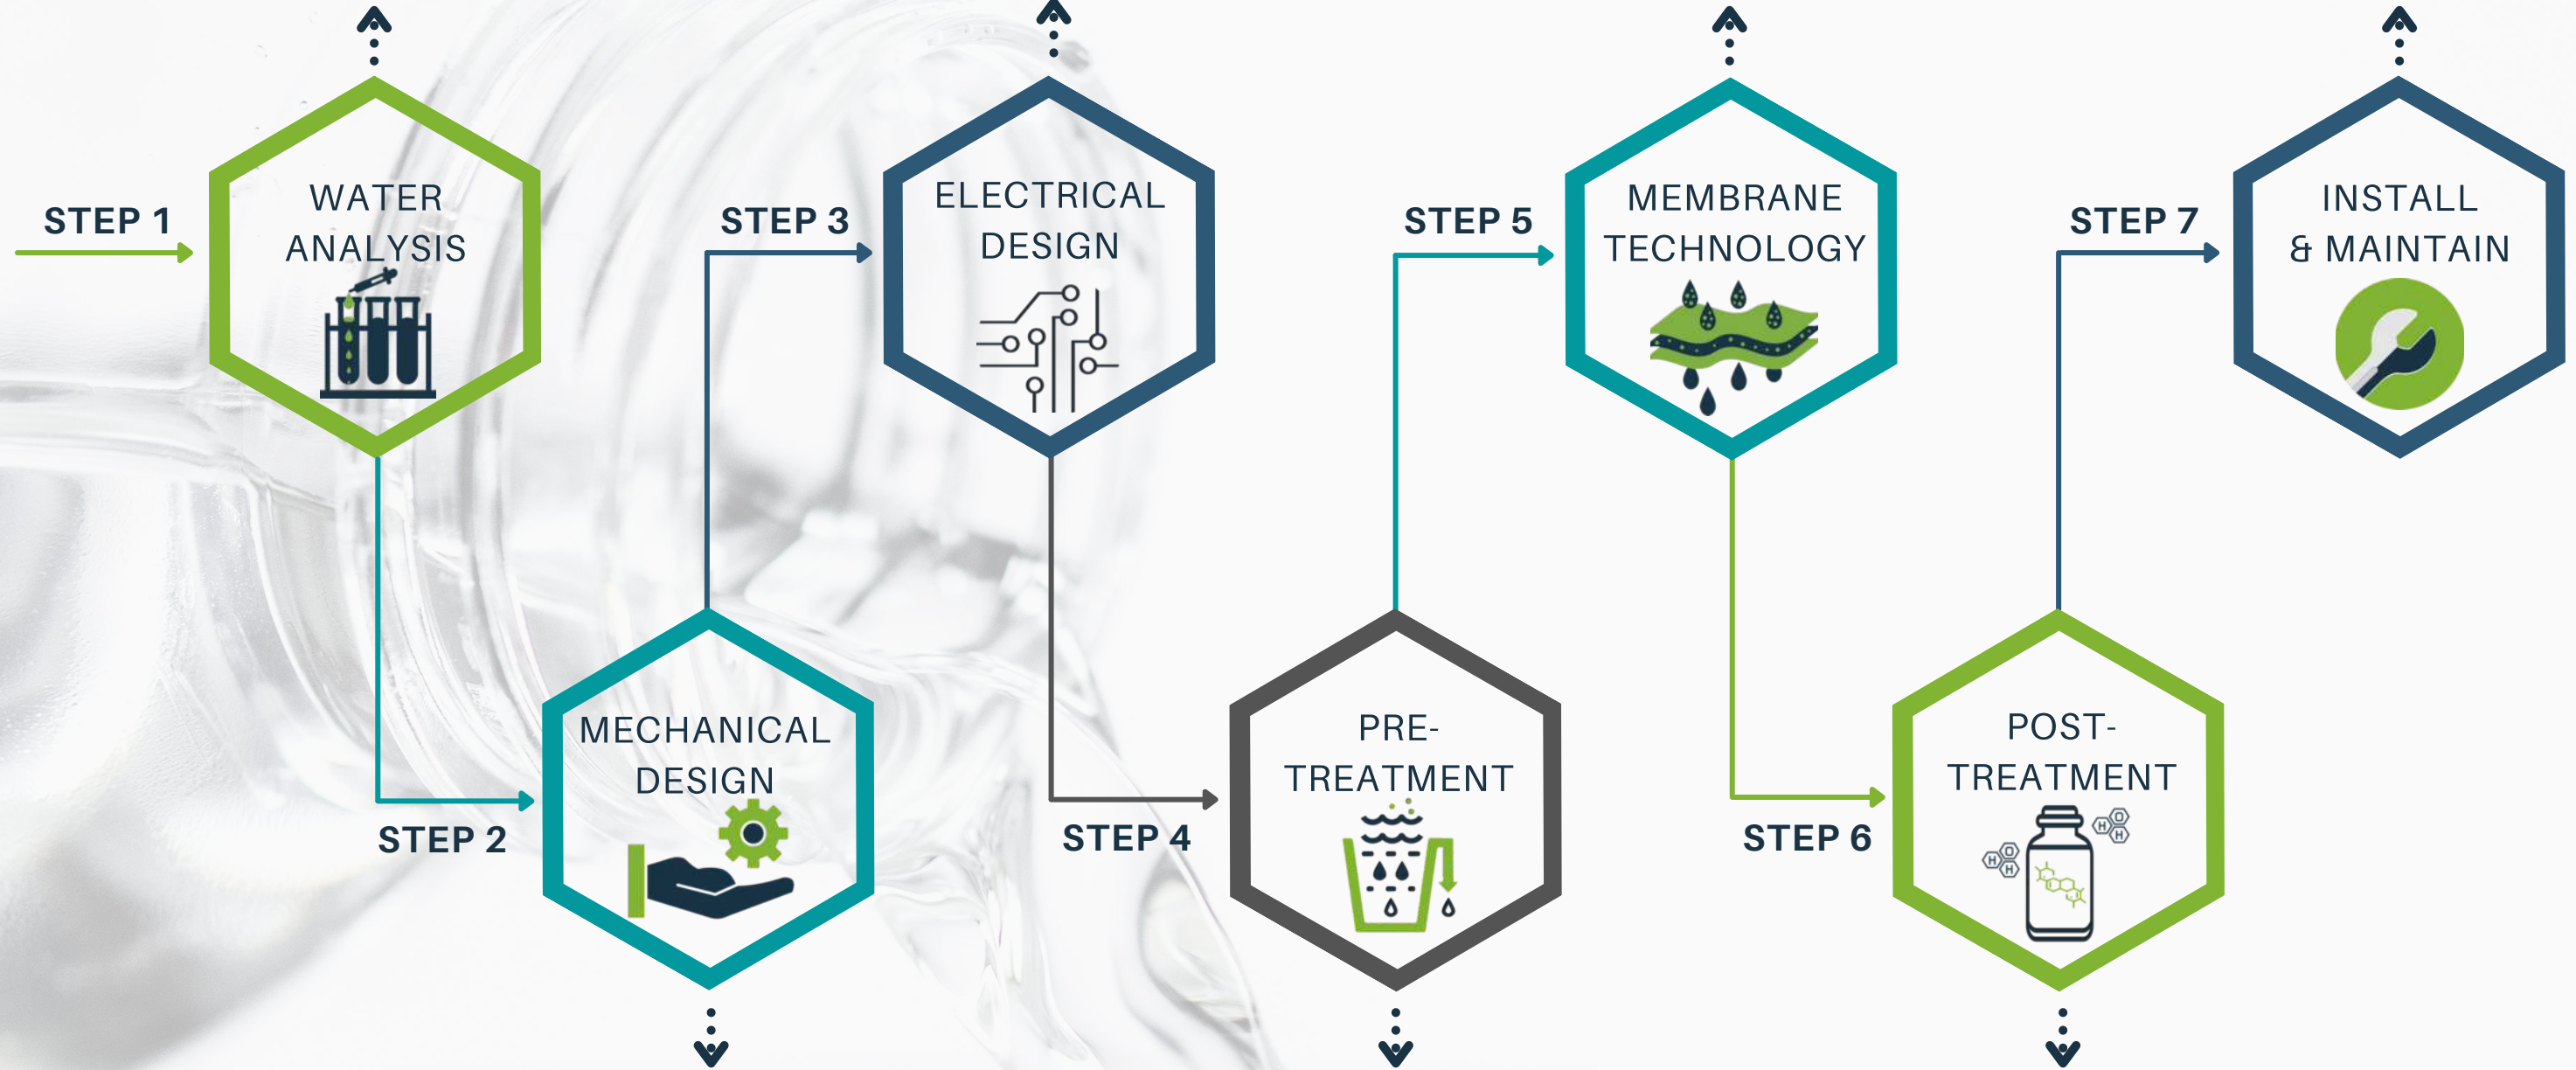 STEP 1
WATER
ANALYSIS
STEP 2
MECHANICAL
DESIGN
STEP 3
ELECTRICAL
DESIGN
STEP 4
PRE-
TREATMENT
STEP 5
MEMBRANE
TECHNOLOGY
STEP 6
POST-
TREATMENT
H
O
H
H
O
H
STEP 7
INSTALL
& MAINTAIN